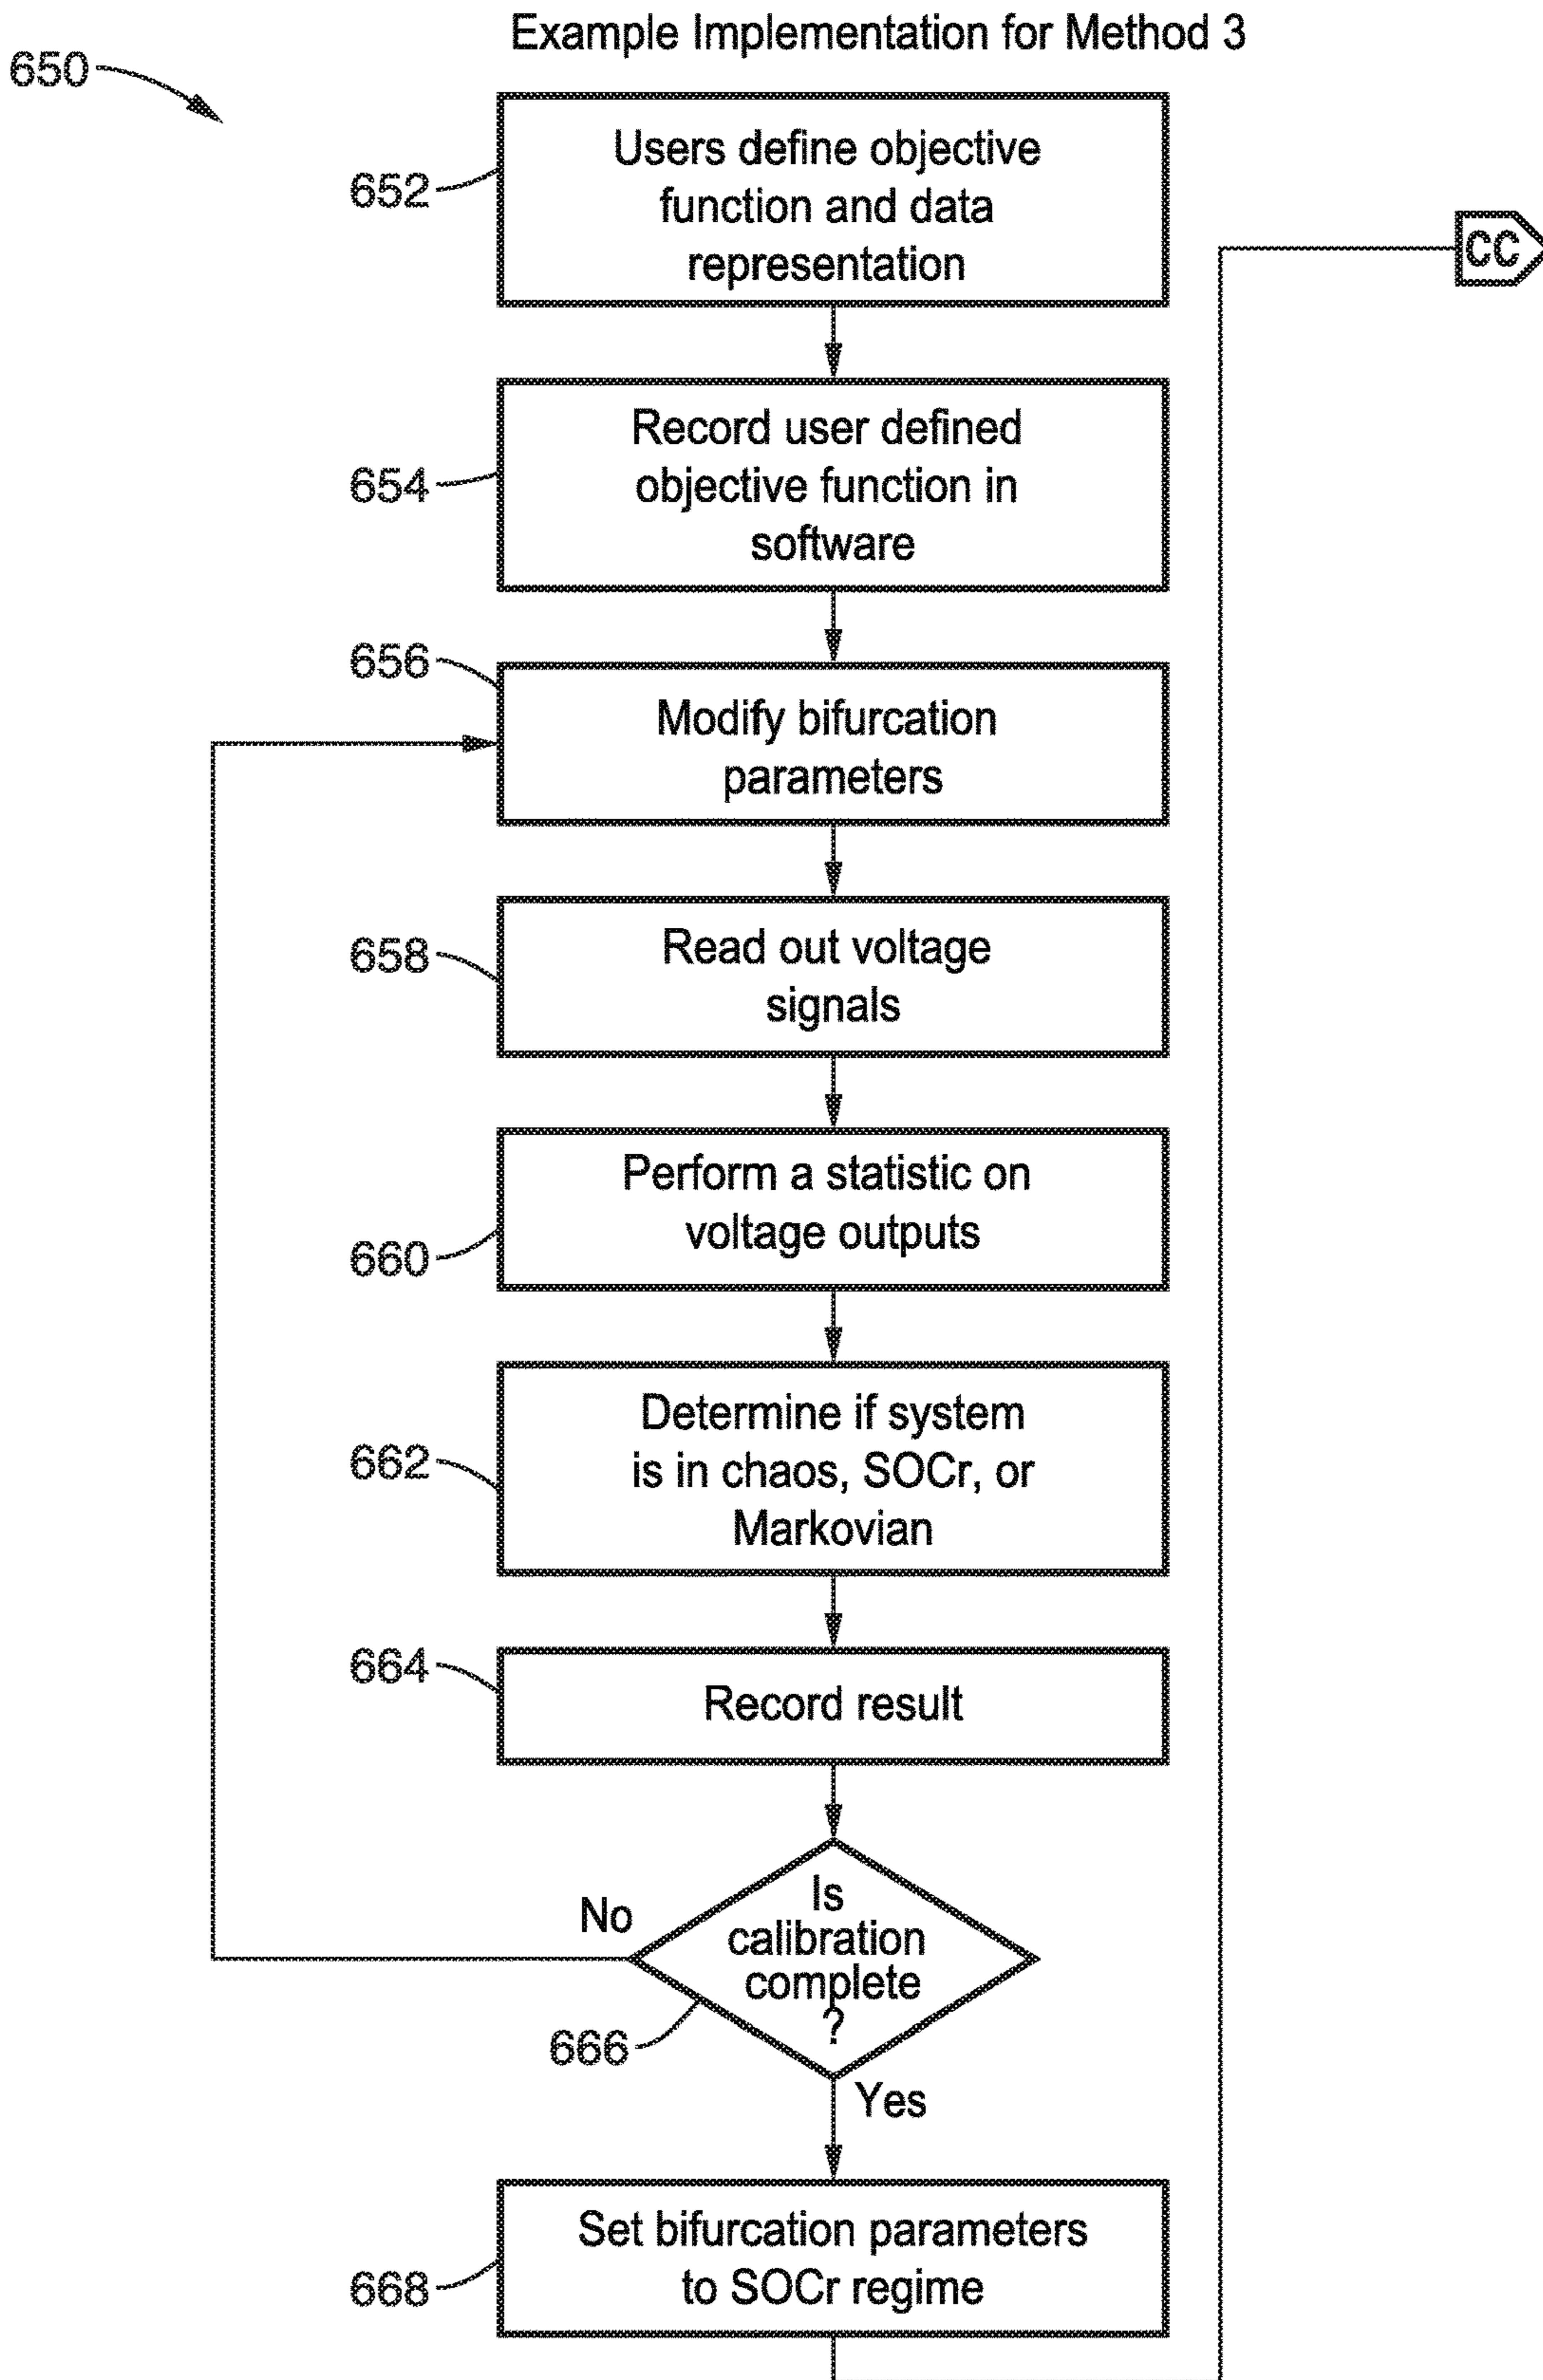 Example Implementation for Method 3
650
652
Users define objective
function and data
representation
CC
654
Record user defined
objective function in
software
656
Modify bifurcation
parameters
658
Read out voltage
signals
660
Perform a statistic on
voltage outputs
662
Determine if system
is in chaos, SOCr, or
Markovian
664
Record result
No
Is
calibration
complete
?
666
Yes
668
Set bifurcation parameters
to SOCr regime